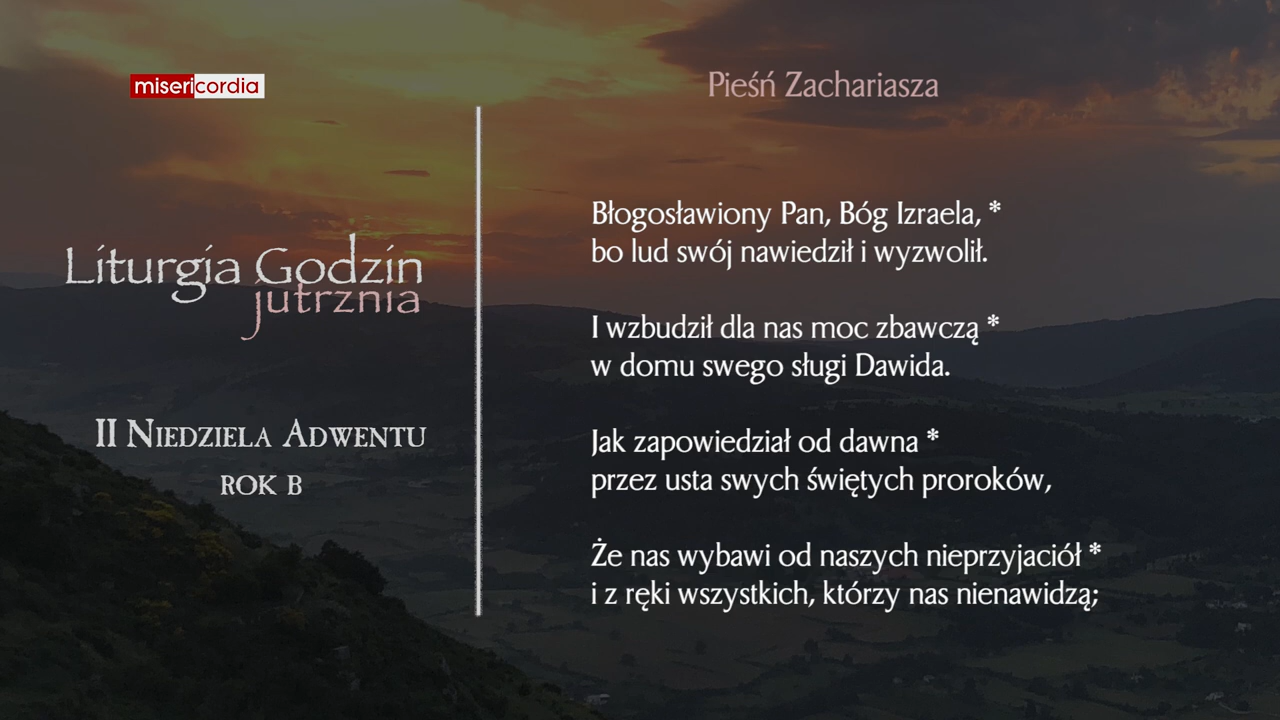 misericordia
Liturgia Godzin
jutrznia
II Niedziela Adwentu
rok B
Pieśń Zachariasza
Błogosławiony Pan, Bóg Izraela, *
bo lud swój nawiedził i wyzwolił.
I wzbudził dla nas moc zbawczą *
w domu swego sługi Dawida.
Jak zapowiedział od dawna *
przez usta swych świętych proroków,
Że nas wybawi od naszych nieprzyjaciół *
i z ręki wszystkich, którzy nas nienawidzą;